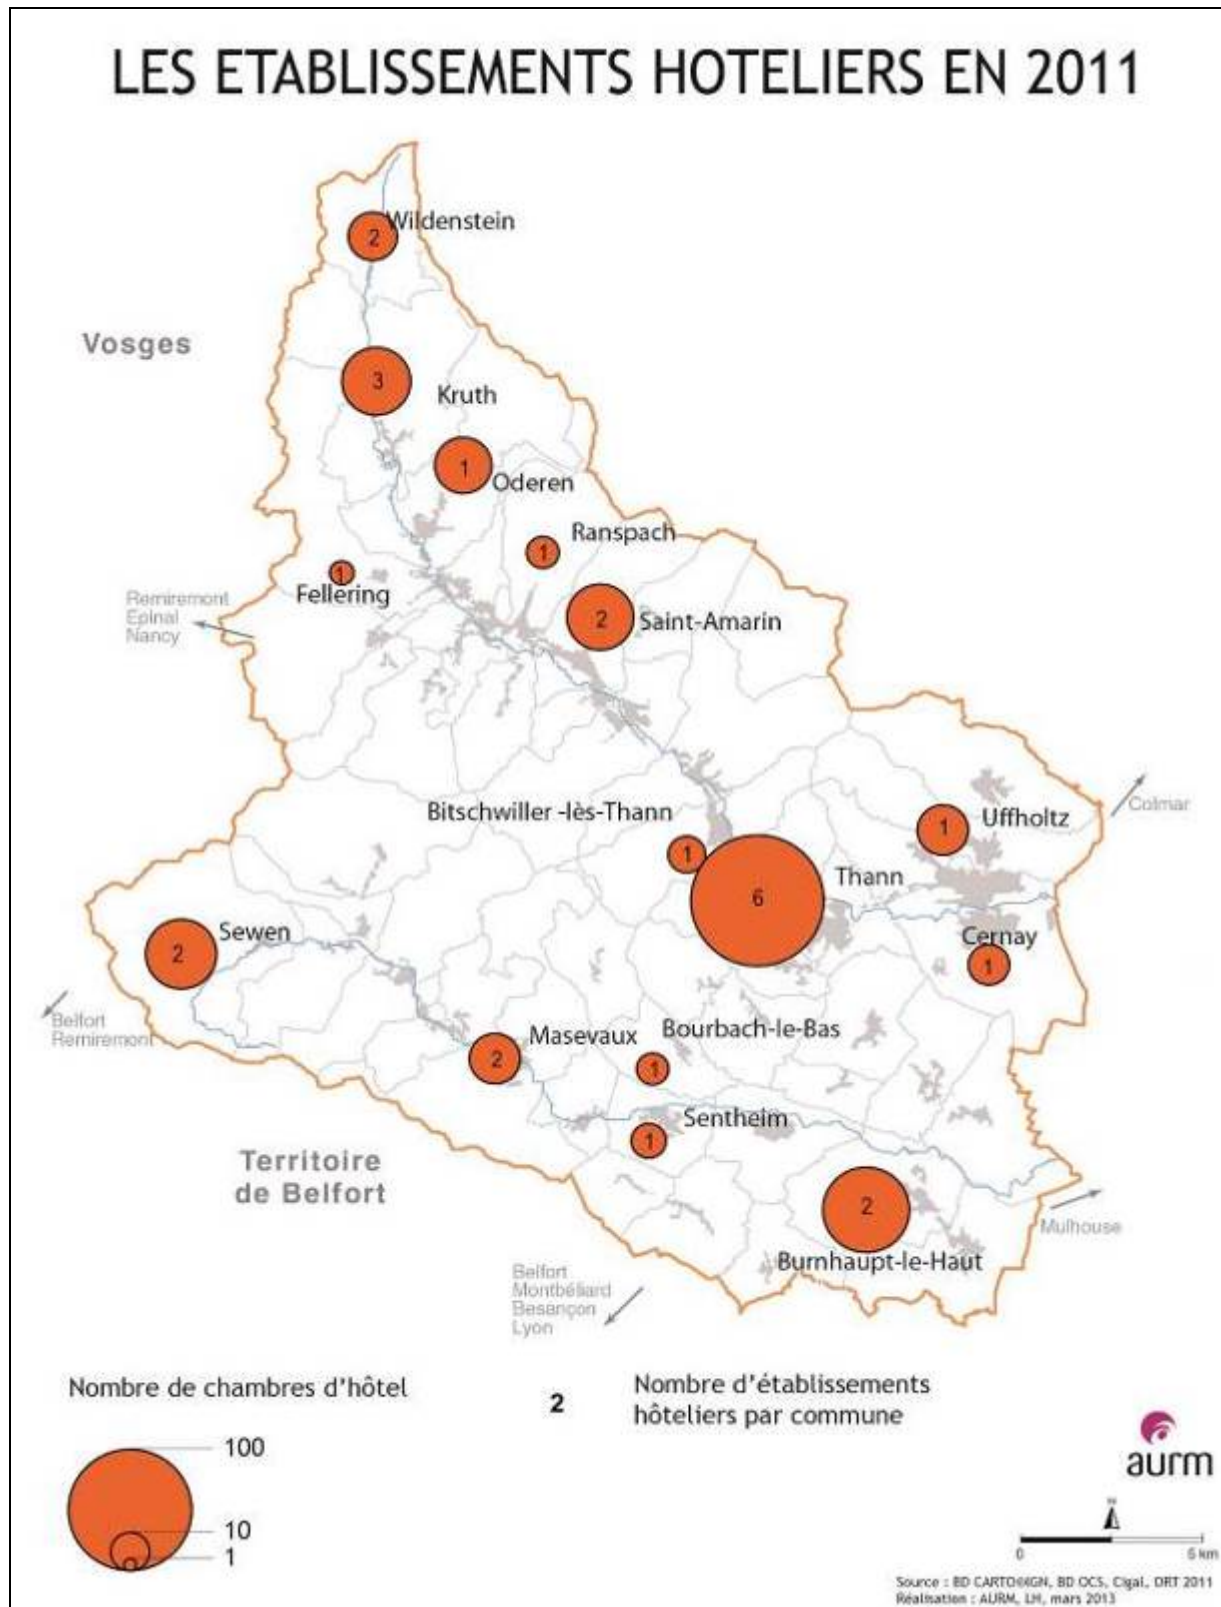 LES ETABLISSEMENTS HOTELIERS EN 2011
Wildenstein
2
Vosges
3
Kruth
1
Oderen
Ranspach
1
1
Fellering
Remiremont
Epinal
Nancy
2
Saint-Amarin
Bitschwiller -lès-Thann
1
Uffholtz
1
Colmar
Thann
6
Sewen
2
Cernay
1
Belfort
Remiremont
Masevaux
2
Bourbach-le-Bas
1
Sentheim
1
Territoire
de Belfort
2
Burnhaupt-le-Haut
Mulhouse
Belfort
Montbéliard
Besançon
Lyon
Nombre de chambres d'hôtel
100
10
1
2
Nombre d'établissements
hôteliers par commune
aurm
N
0
5 km
Source : BD CARTO®IGN, BD OCS, Cigal, DRT 2011
Réalisation : AURM, LH, mars 2013